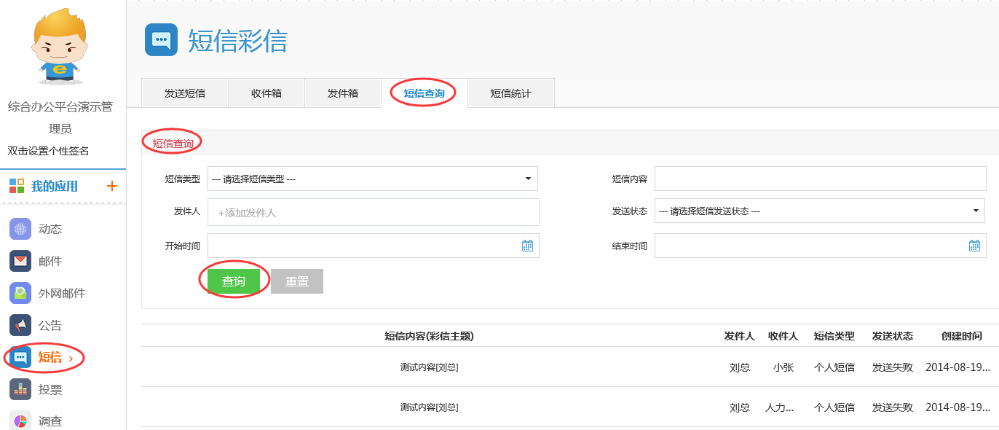 综合办公平台演示管
理员
双击设置个性签名
我的应用 +
动态
邮件
外网邮件
公告
短信 >
投票
调查
短信彩信
发送短信 收件箱 发件箱 短信查询 短信统计
短信查询
短信类型 --- 请选择短信类型 --- 短信内容
发件人 +添加发件人 发送状态 --- 请选择短信发送状态 ---
开始时间 结束时间
查询 重置
短信内容(彩信主题) 发件人 收件人 短信类型 发送状态 创建时间
测试内容[刘总] 刘总 小张 个人短信 发送失败 2014-08-19...
测试内容[刘总] 刘总 人力... 个人短信 发送失败 2014-08-19...